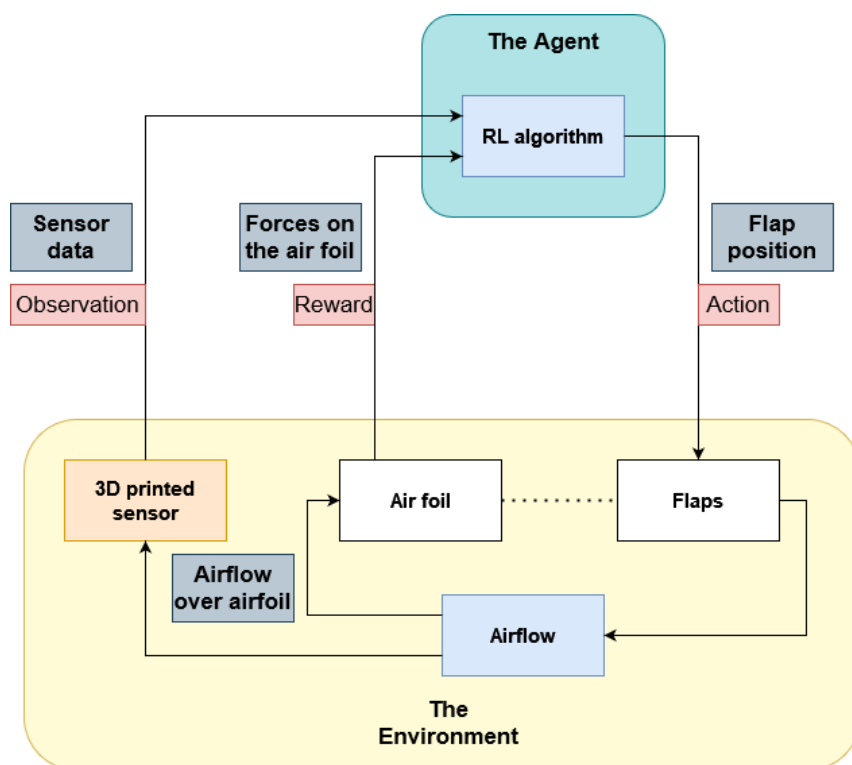 The Agent
RL algorithm
Sensor
data
Observation
Forces on
the air foil
Reward
Flap
position
Action
3D printed
sensor
Air foil
Flaps
Airflow
over airfoil
Airflow
The
Environment